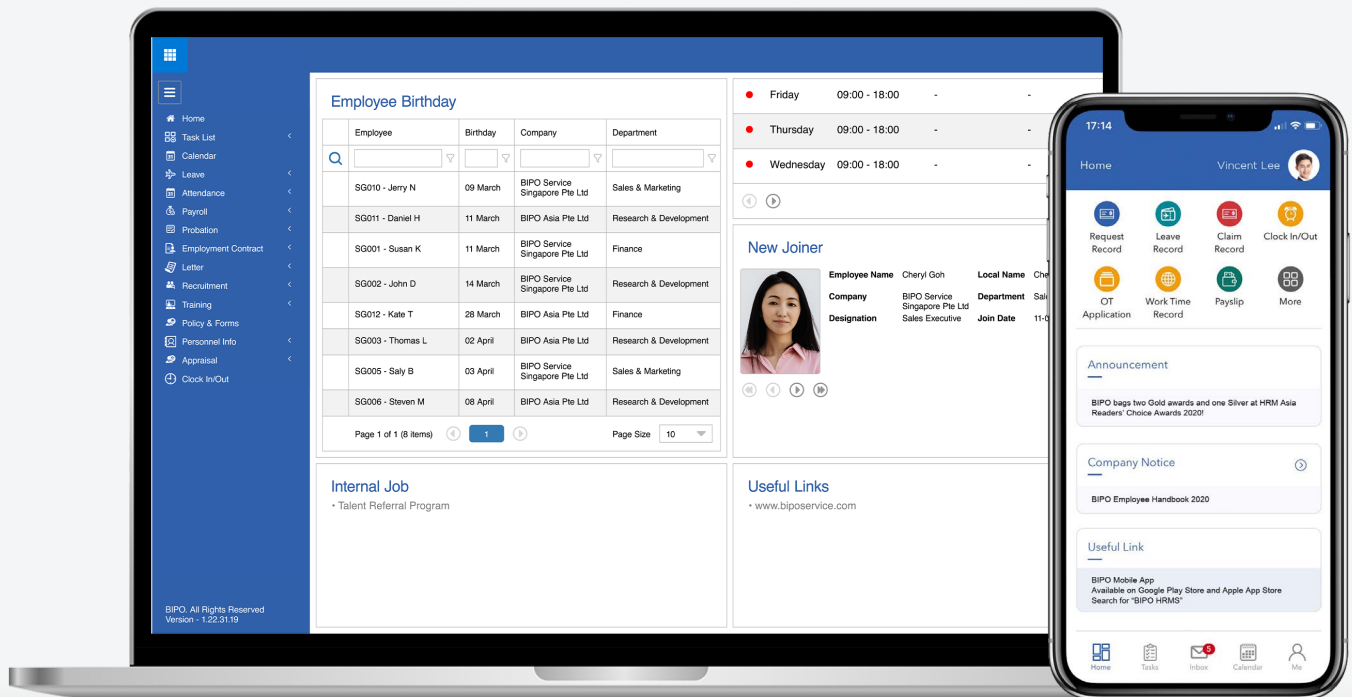 Home
Task List
Calendar
Leave
Attendance
Payroll
Probation
Employment Contract
Letter
Recruitment
Training
Policy & Forms
Personnel Info
Appraisal
Clock In/Out
BIPO. All Rights Reserved
Version - 1.22.31.19
Employee Birthday
Employee Birthday Company Department
SG010 - Jerry N 09 March BIPO Service Singapore Pte Ltd Sales & Marketing
SG011 - Daniel H 11 March BIPO Asia Pte Ltd Research & Development
SG001 - Susan K 11 March BIPO Service Singapore Pte Ltd Finance
SG002 - John D 14 March BIPO Service Singapore Pte Ltd Research & Development
SG012 - Kate T 28 March BIPO Asia Pte Ltd Finance
SG003 - Thomas L 02 April BIPO Asia Pte Ltd Research & Development
SG005 - Saly B 03 April BIPO Service Singapore Pte Ltd Sales & Marketing
SG006 - Steven M 08 April BIPO Asia Pte Ltd Research & Development
Page 1 of 1 (8 items) 1 Page Size 10
Friday 09:00 - 18:00 - -
Thursday 09:00 - 18:00 - -
Wednesday 09:00 - 18:00 - -
New Joiner
Employee Name Cheryl Goh Local Name
Company BIPO Service Singapore Pte Ltd Department
Designation Sales Executive Join Date
Internal Job
• Talent Referral Program
Useful Links
• www.biposervice.com
17:14
Home Vincent Lee
Request Record
Leave Record
Claim Record
Clock In/Out
OT Application
Work Time Record
Payslip
More
Announcement
BIPO bags two Gold awards and one Silver at HRM Asia
Readers' Choice Awards 2020!
Company Notice
BIPO Employee Handbook 2020
Useful Link
BIPO Mobile App
Available on Google Play Store and Apple App Store
Search for "BIPO HRMS"
5
Home Tasks Inbox Calendar Me